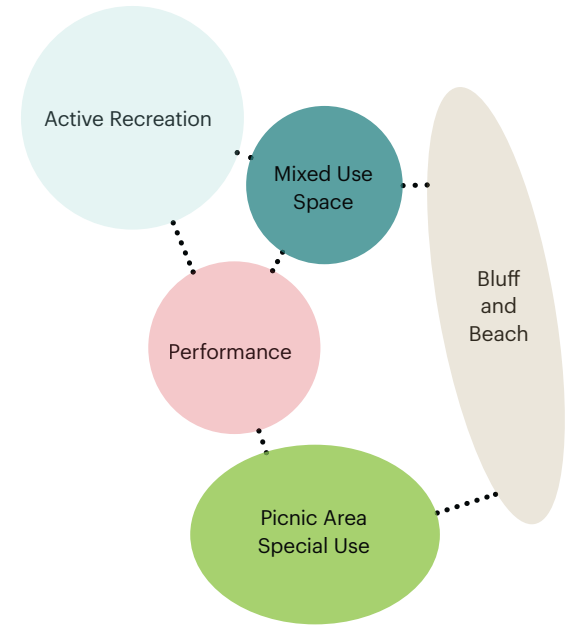 Active Recreation
Mixed Use
Space
Bluff
and
Beach
Performance
Picnic Area
Special Use